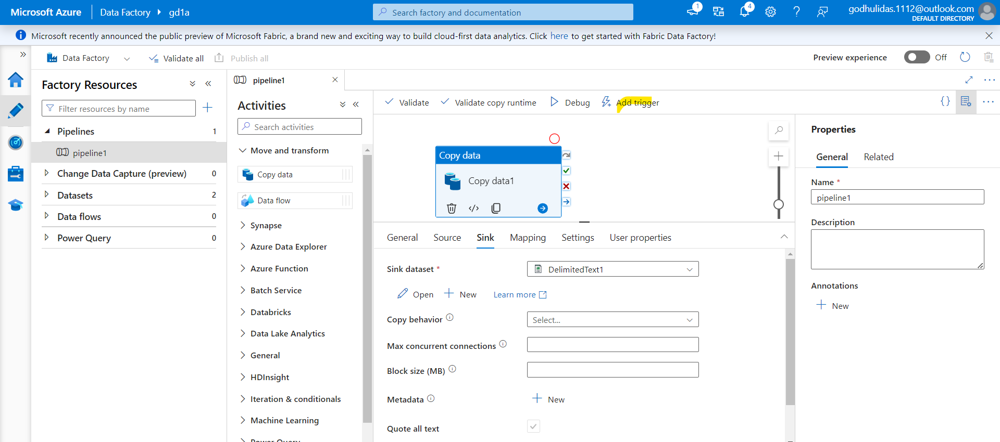 Microsoft Azure
Data Factory
gd1a
Search factory and documentation
1
4
godhulidas.1112@outlook.com
DEFAULT DIRECTORY
Microsoft recently announced the public preview of Microsoft Fabric, a brand new and exciting way to build cloud-first data analytics. Click here to get started with Fabric Data Factory!
Data Factory
Validate all
Publish all
Preview experience
Off
Factory Resources
Filter resources by name
Pipelines 1
pipeline1
Change Data Capture (preview) 0
Datasets 2
Data flows 0
Power Query 0
pipeline1
Activities
Search activities
Move and transform
Copy data
Data flow
Synapse
Azure Data Explorer
Azure Function
Batch Service
Databricks
Data Lake Analytics
General
HDInsight
Iteration & conditionals
Machine Learning
Power Query
Validate
Validate copy runtime
Debug
Add trigger
{}
Copy data
Copy data1
General
Source
Sink
Mapping
Settings
User properties
Sink dataset *
DelimitedText1
Open
New
Learn more
Copy behavior
Select...
Max concurrent connections
Block size (MB)
Metadata
New
Quote all text
Properties
General
Related
Name *
pipeline1
Description
Annotations
New